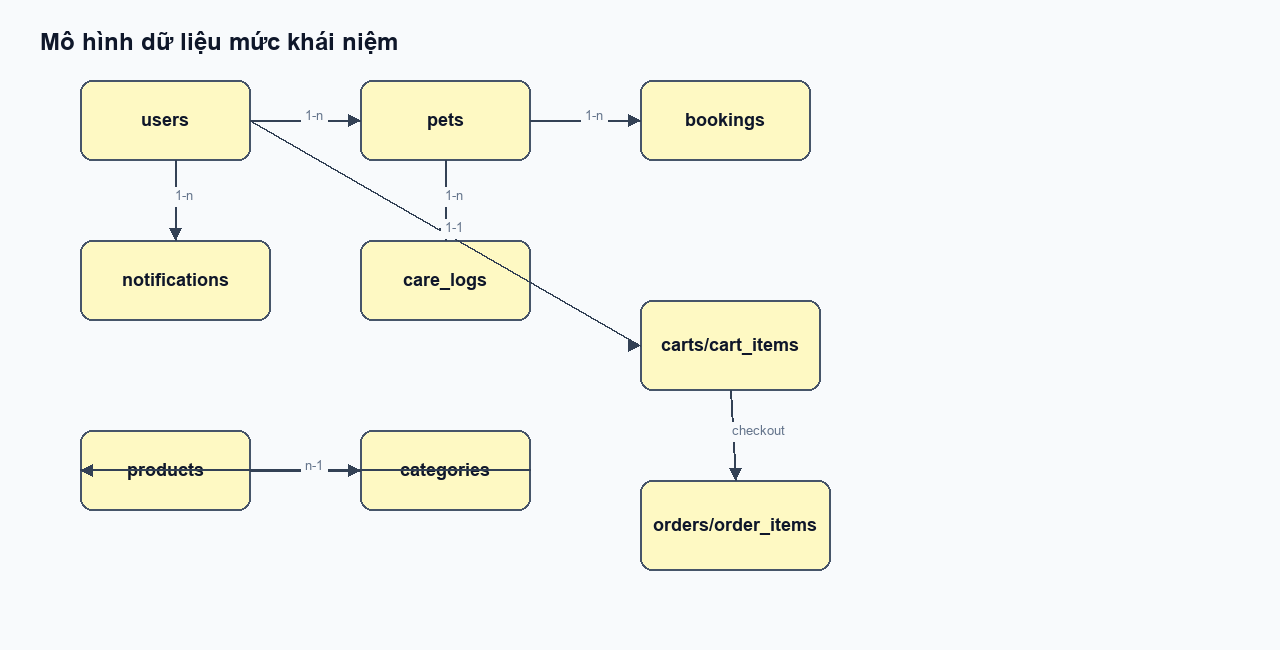 Mô hình dữ liệu mức khái niệm
users
1-n
pets
1-n
bookings
1-n
1-n
1-1
notifications
care_logs
carts/cart_items
checkout
products
n-1
categories
orders/order_items